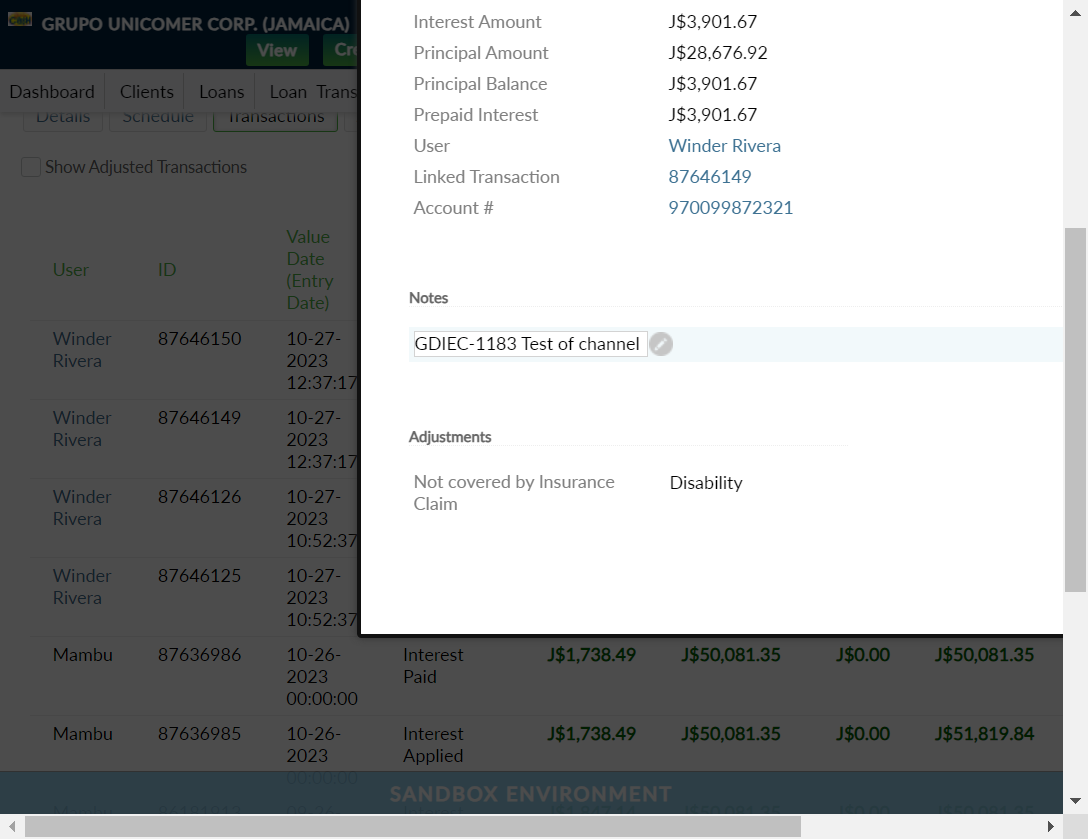 GRUPO UNICOMER CORP. (JAMAICA)
View
Dashboard Clients Loans Loan Trans
Details Schedule Transactions
Show Adjusted Transactions
User ID Value Date (Entry Date)
Winder Rivera 87646150 10-27-2023 12:37:17
Winder Rivera 87646149 10-27-2023 12:37:17
Winder Rivera 87646126 10-27-2023 10:52:37
Winder Rivera 87646125 10-27-2023 10:52:37
Mambu 87636986 10-26-2023 00:00:00 Interest Paid J$1,738.49 J$50,081.35 J$0.00 J$50,081.35
Mambu 87636985 10-26-2023 00:00:00 Interest Applied J$1,738.49 J$50,081.35 J$0.00 J$51,819.84
Interest Amount J$3,901.67
Principal Amount J$28,676.92
Principal Balance J$3,901.67
Prepaid Interest J$3,901.67
User Winder Rivera
Linked Transaction 87646149
Account # 970099872321
Notes
GDIEC-1183 Test of channel
Adjustments
Not covered by Insurance Claim Disability
SANDBOX ENVIRONMENT